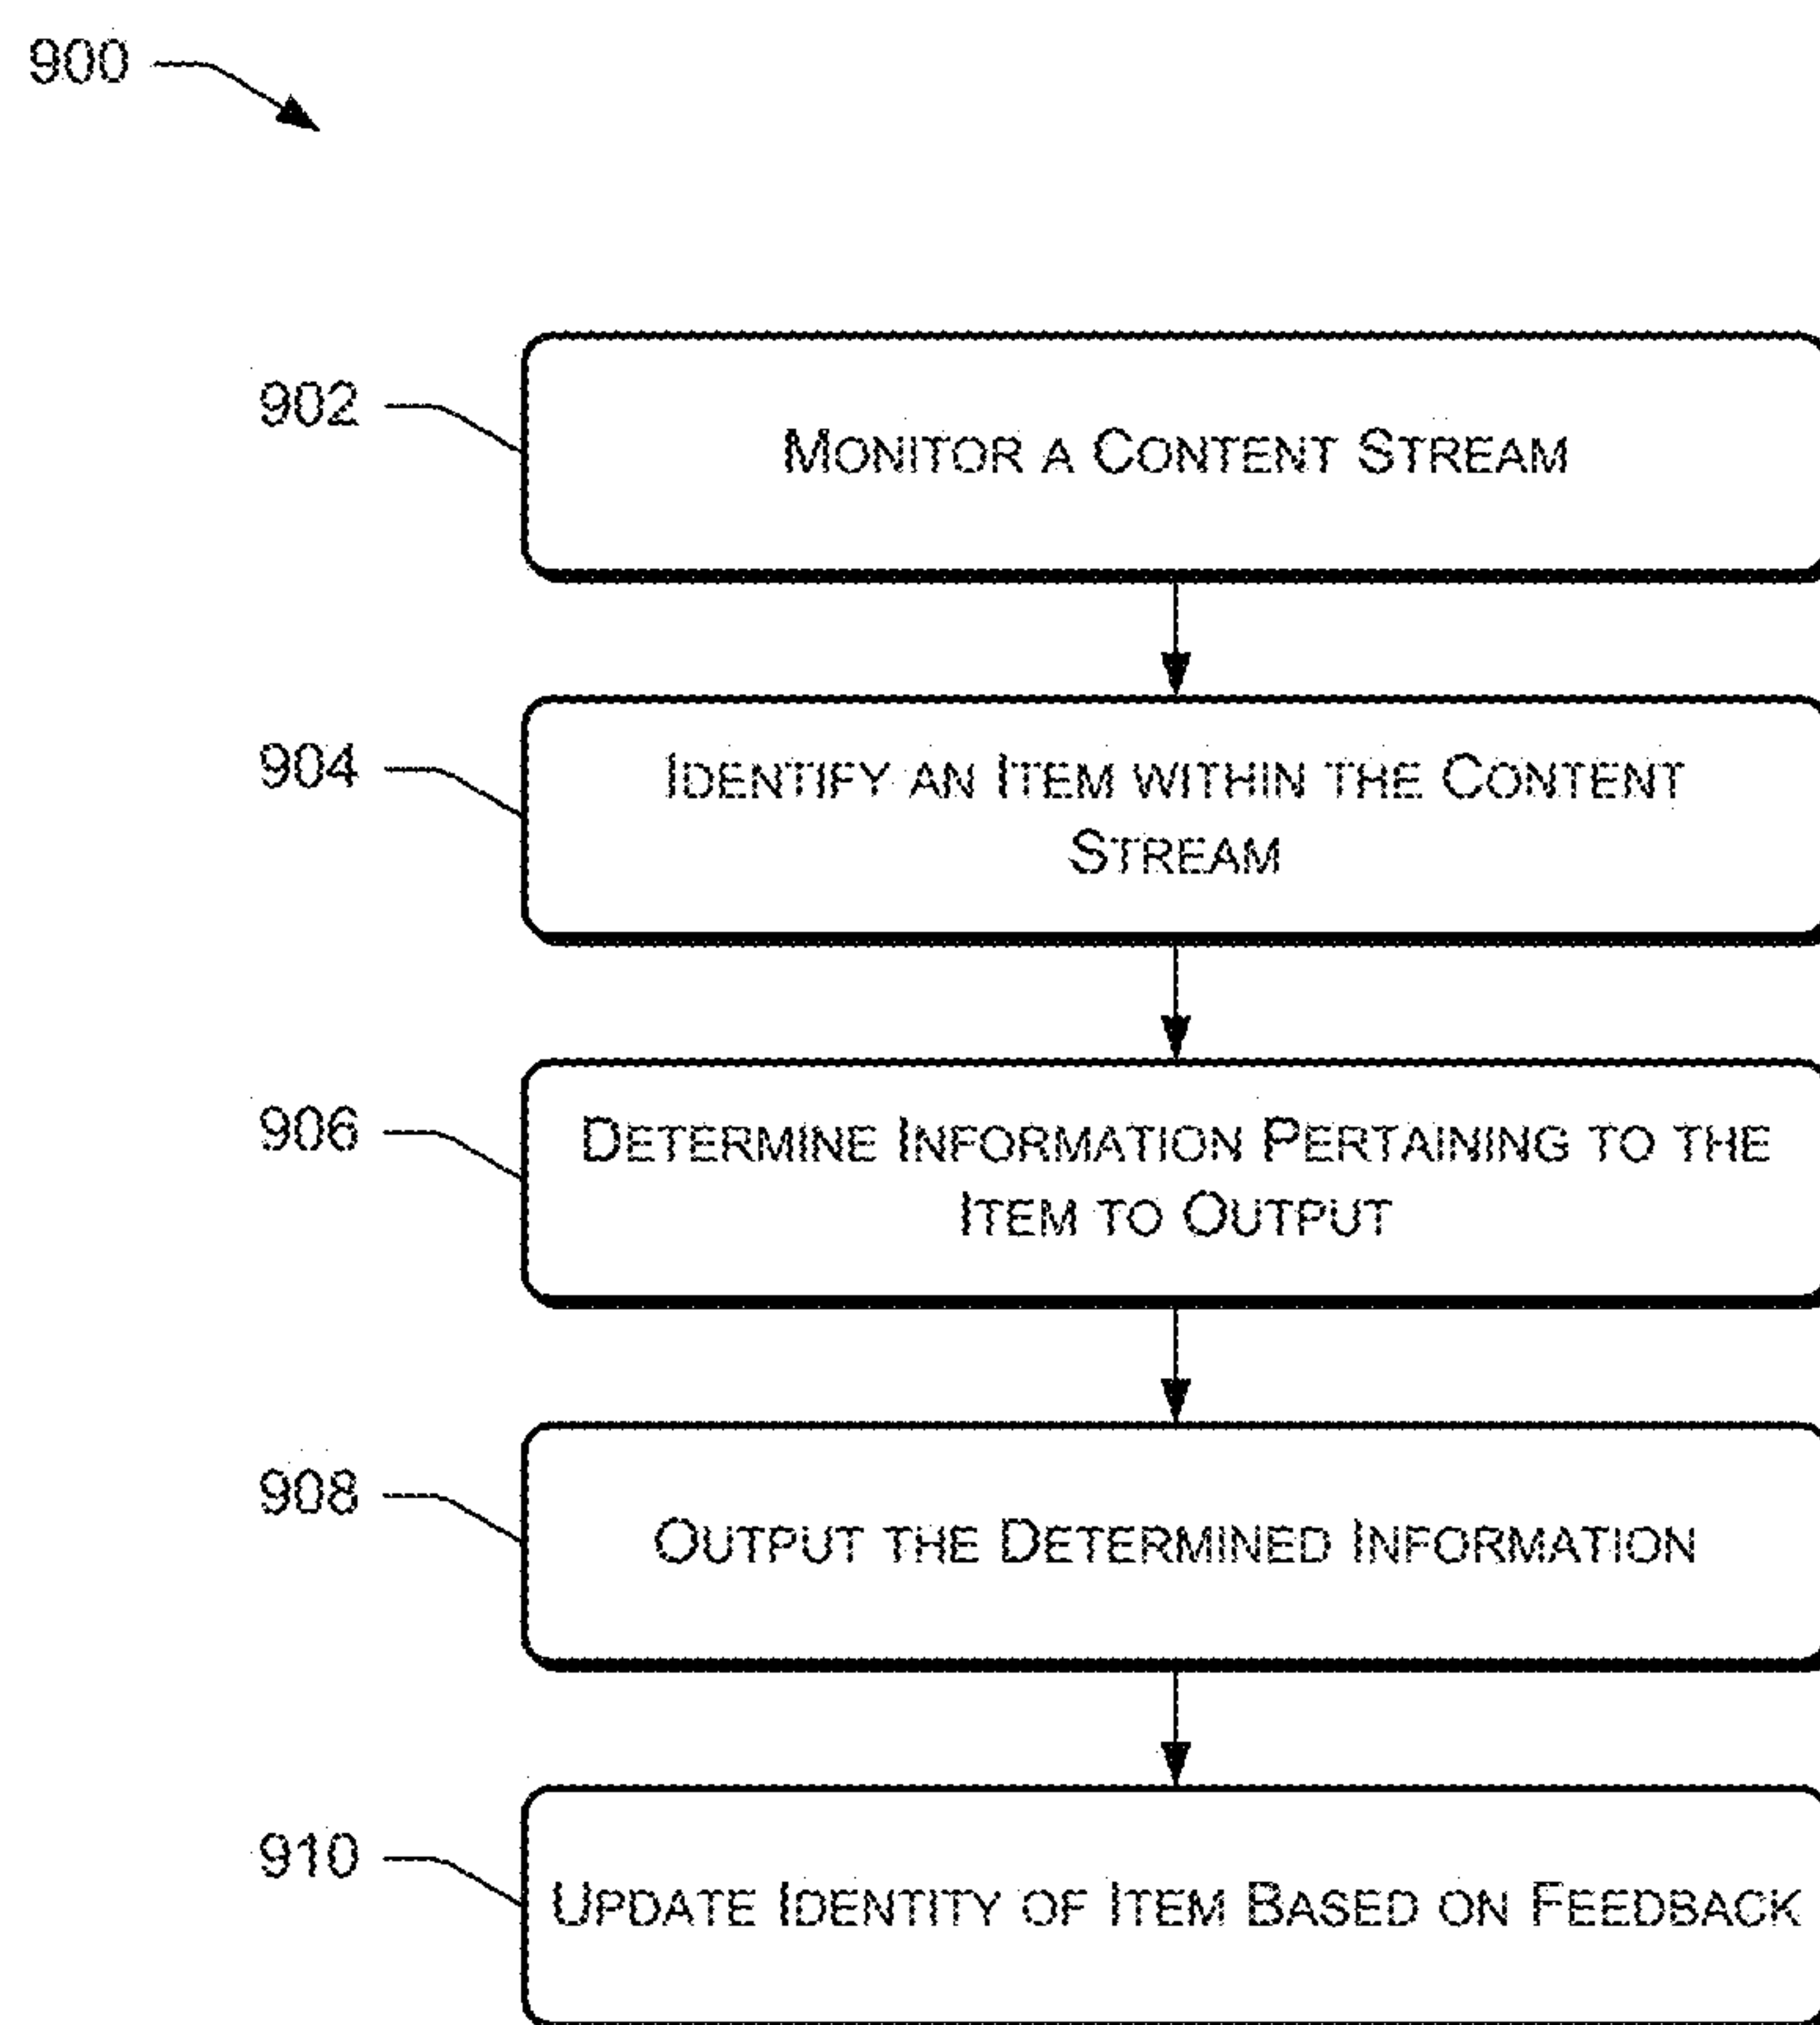 900
902
MONITOR A CONTENT STREAM
904
IDENTIFY AN ITEM WITHIN THE CONTENT
STREAM
906
DETERMINE INFORMATION PERTAINING TO THE
ITEM TO OUTPUT
908
OUTPUT THE DETERMINED INFORMATION
910
UPDATE IDENTITY OF ITEM BASED ON FEEDBACK